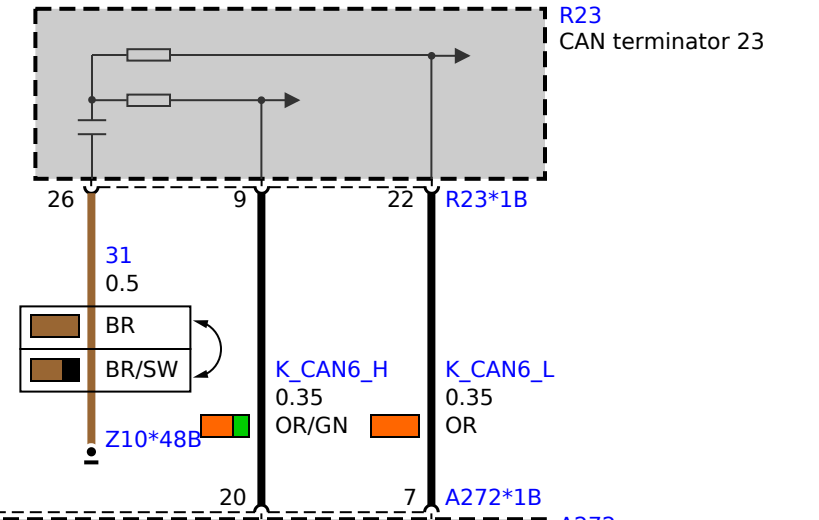 R23
CAN terminator 23
26
9
22
R23*1B
31
0.5
BR
BR/SW
K_CAN6_H
0.35
OR/GN
K_CAN6_L
0.35
OR
Z10*48B
20
7
A272*1B
A272